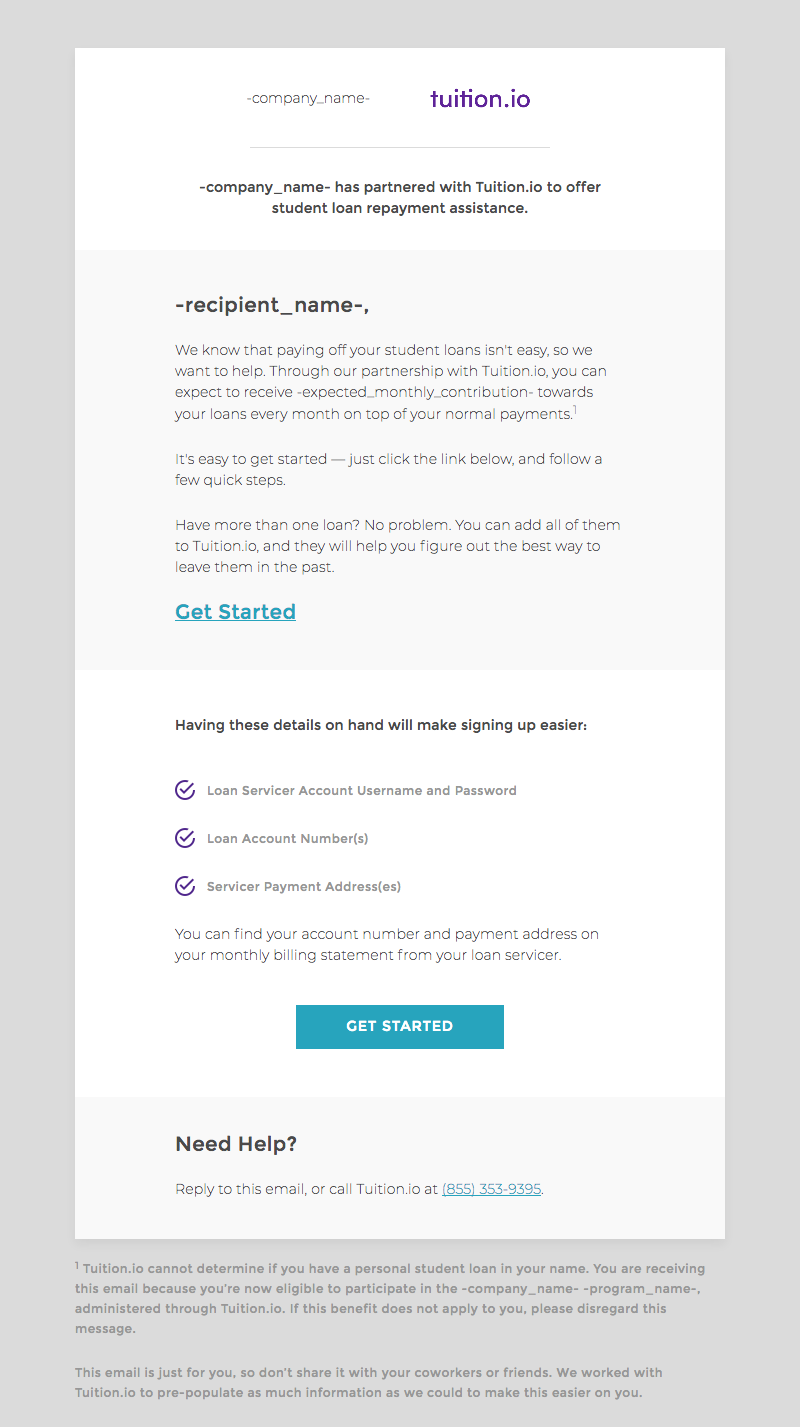 -company_name- tuition.io
-company_name- has partnered with Tuition.io to offer
student loan repayment assistance.
-recipient_name-,
We know that paying off your student loans isn't easy, so we
want to help. Through our partnership with Tuition.io, you can
expect to receive -expected_monthly_contribution- towards
your loans every month on top of your normal payments.1
It's easy to get started — just click the link below, and follow a
few quick steps.
Have more than one loan? No problem. You can add all of them
to Tuition.io, and they will help you figure out the best way to
leave them in the past.
Get Started
Having these details on hand will make signing up easier:
Loan Servicer Account Username and Password
Loan Account Number(s)
Servicer Payment Address(es)
You can find your account number and payment address on
your monthly billing statement from your loan servicer.
GET STARTED
Need Help?
Reply to this email, or call Tuition.io at (855) 353-9395.
1 Tuition.io cannot determine if you have a personal student loan in your name. You are receiving
this email because you're now eligible to participate in the -company_name- -program_name-,
administered through Tuition.io. If this benefit does not apply to you, please disregard this
message.
This email is just for you, so don't share it with your coworkers or friends. We worked with
Tuition.io to pre-populate as much information as we could to make this easier on you.